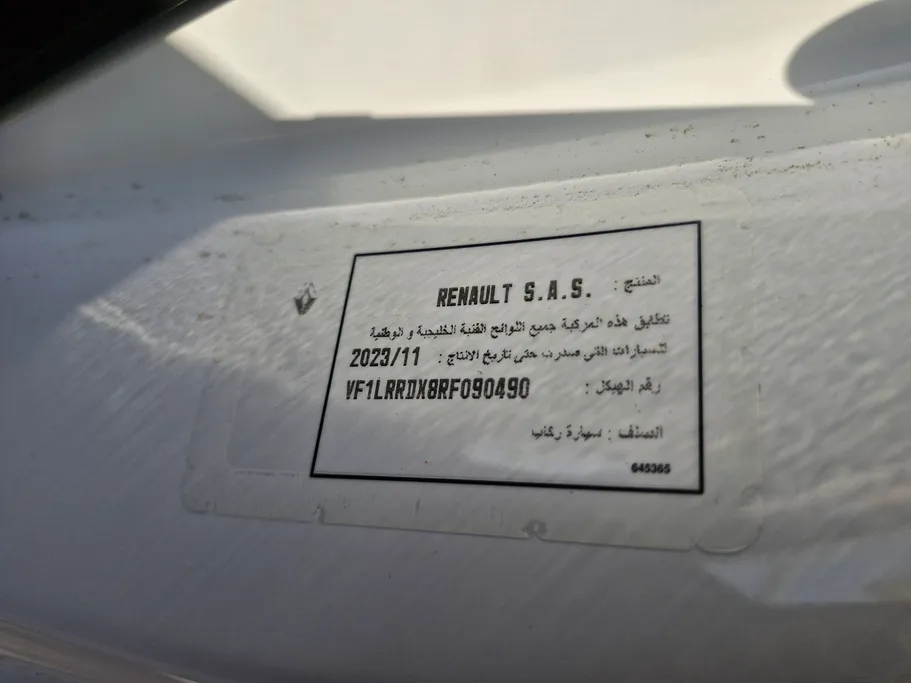 المنتج : RENAULT S.A.S.
تطابق هذه المركبة جميع اللوائح الفنية الخليجية و الوطنية
للسيارات التي صدرت حتى تاريخ الانتاج : 2023/11
رقم الهيكل : VF1LRRDX8RF090490
الصنف : سيارة ركاب
645365